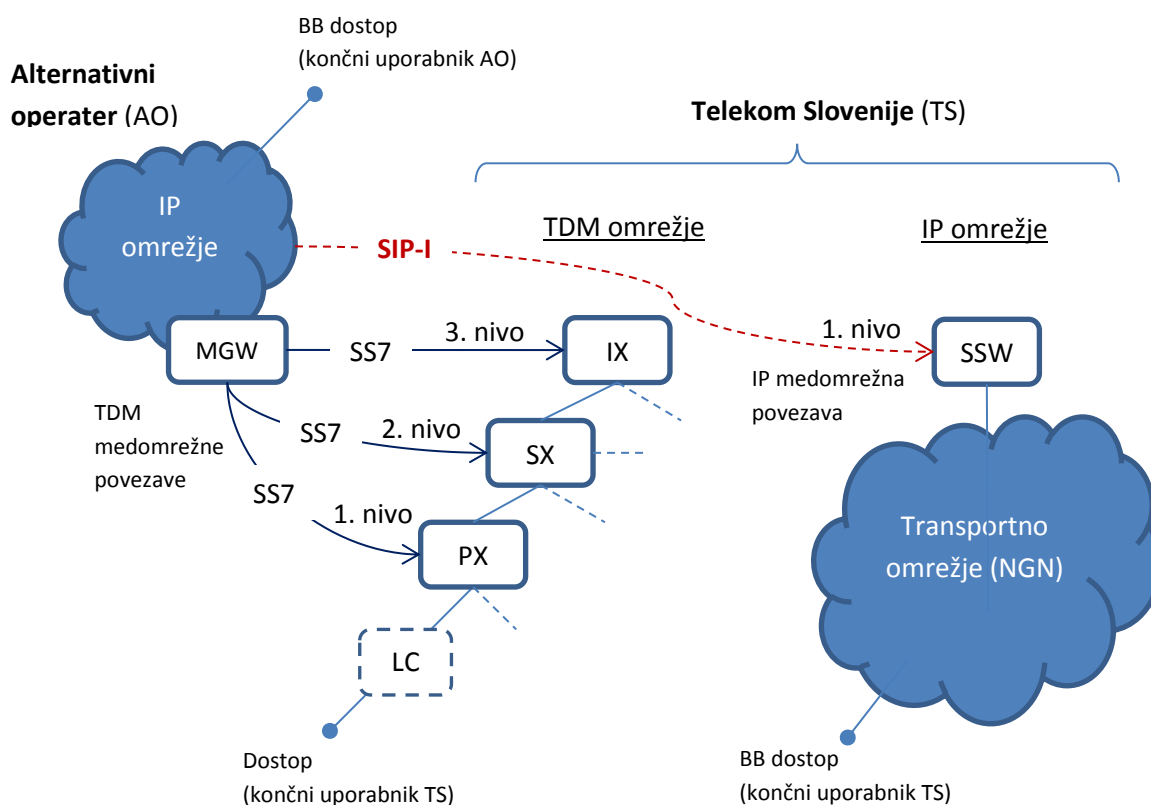 BB dostop
(končni uporabnik AO)
Alternativni
operater (AO)
Telekom Slovenije (TS)
IP
omrežje
TDM omrežje
IP omrežje
SIP-I
MGW
SS7
3. nivo
IX
1. nivo
SSW
IP medomrežna
povezava
TDM
medomrežne
povezave
SS7
2. nivo
SX
SS7
1. nivo
PX
Transportno
omrežje (NGN)
LC
Dostop
(končni uporabnik TS)
BB dostop
(končni uporabnik TS)